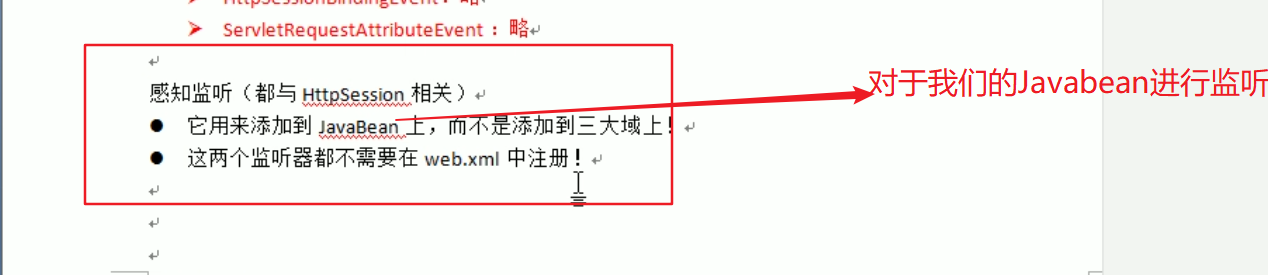 HttpSessionBindingEvent：略
➤ ServletRequestAttributeEvent：略
感知监听（都与 HttpSession 相关）
● 它用来添加到 JavaBean 上，而不是添加到三大域上！
● 这两个监听器都不需要在 web.xml 中注册！
对于我们的Javabean进行监听